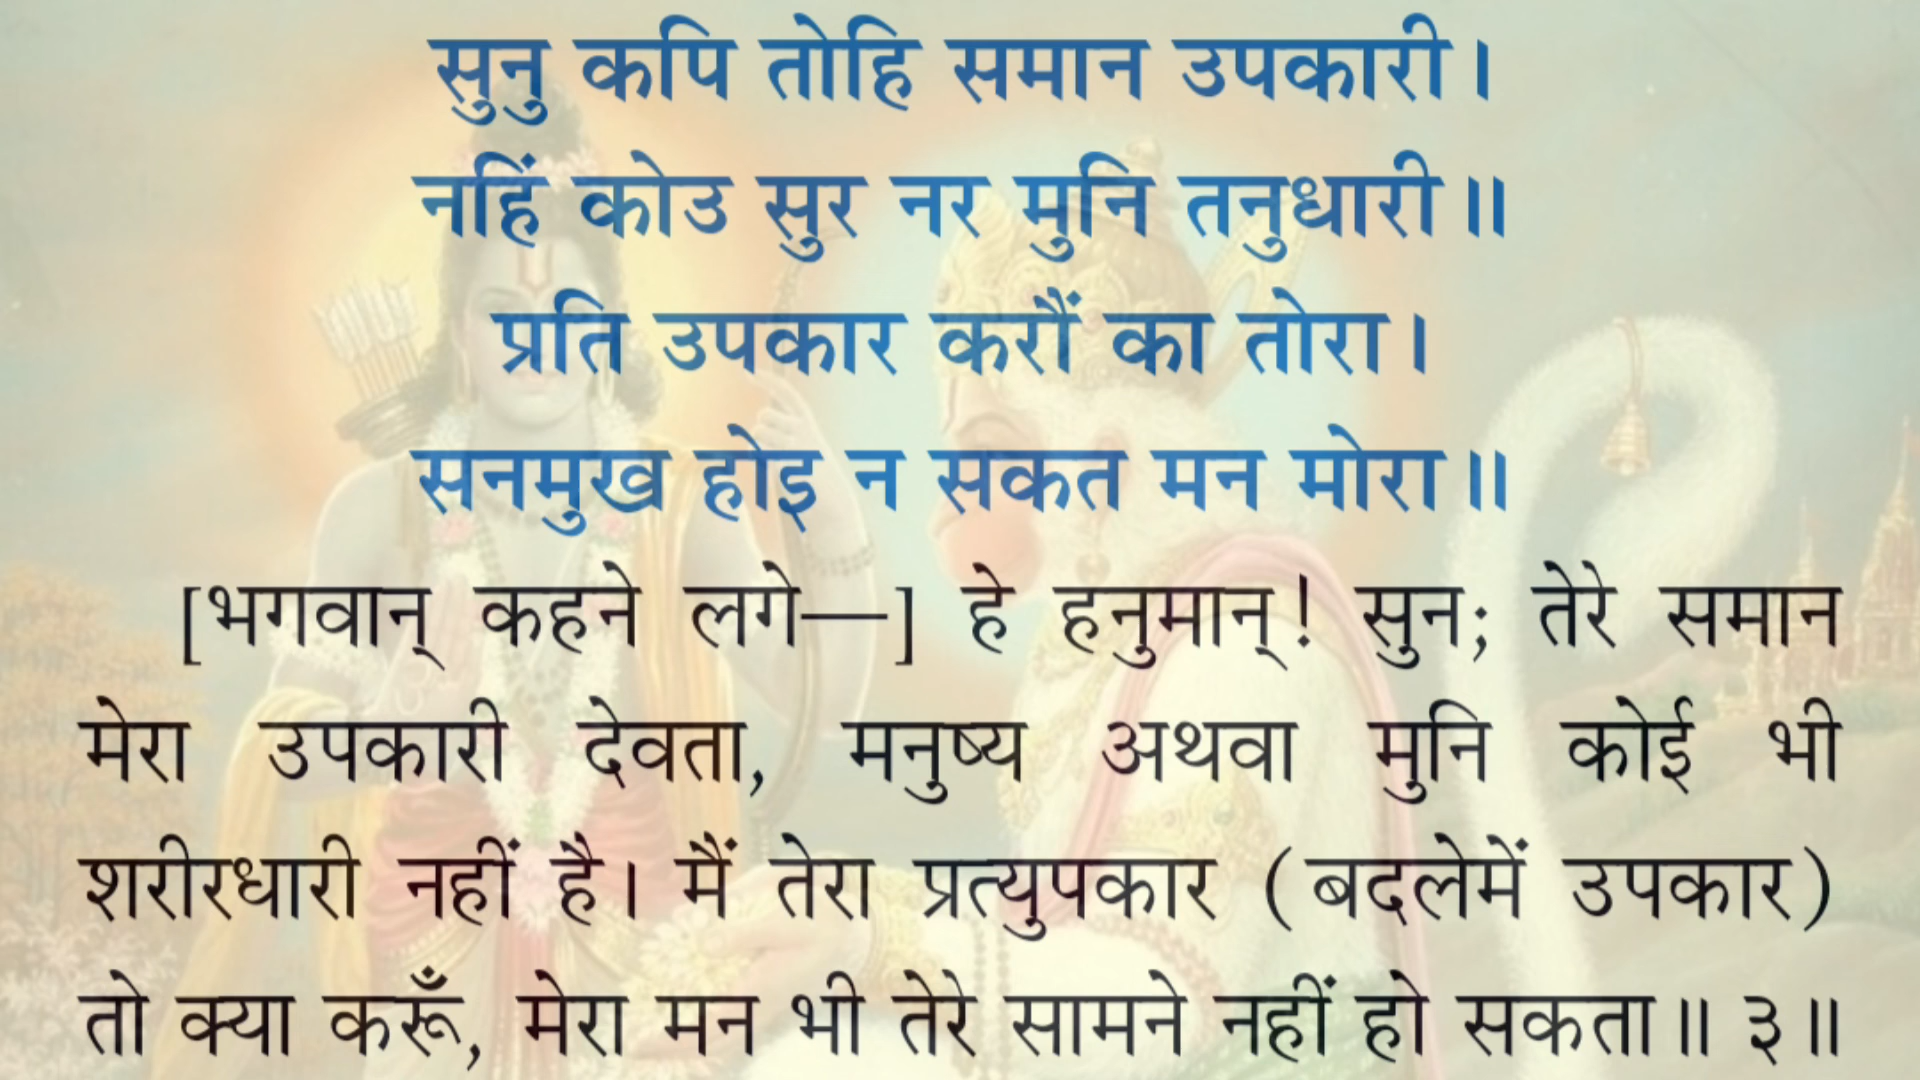 सुनु कपि तोहि समान उपकारी।
नहिं कोउ सुर नर मुनि तनुधारी॥
प्रति उपकार करौं का तोरा।
सनमुख होइ न सकत मन मोरा॥
[भगवान् कहने लगे—] हे हनुमान्! सुन; तेरे समान
मेरा उपकारी देवता, मनुष्य अथवा मुनि कोई भी
शरीरधारी नहीं है। मैं तेरा प्रत्युपकार (बदलेमें उपकार)
तो क्या करूँ, मेरा मन भी तेरे सामने नहीं हो सकता॥ ३॥